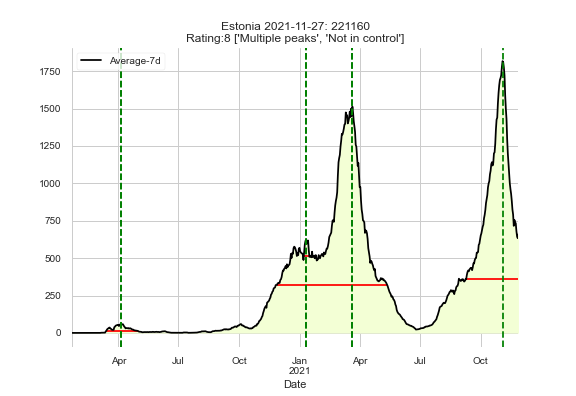 Estonia 2021-11-27: 221160
Rating:8 ['Multiple peaks', 'Not in control']
Average-7d
1750
1500
1250
1000
750
500
250
0
Apr Jul Oct Jan Apr Jul Oct
2021
Date